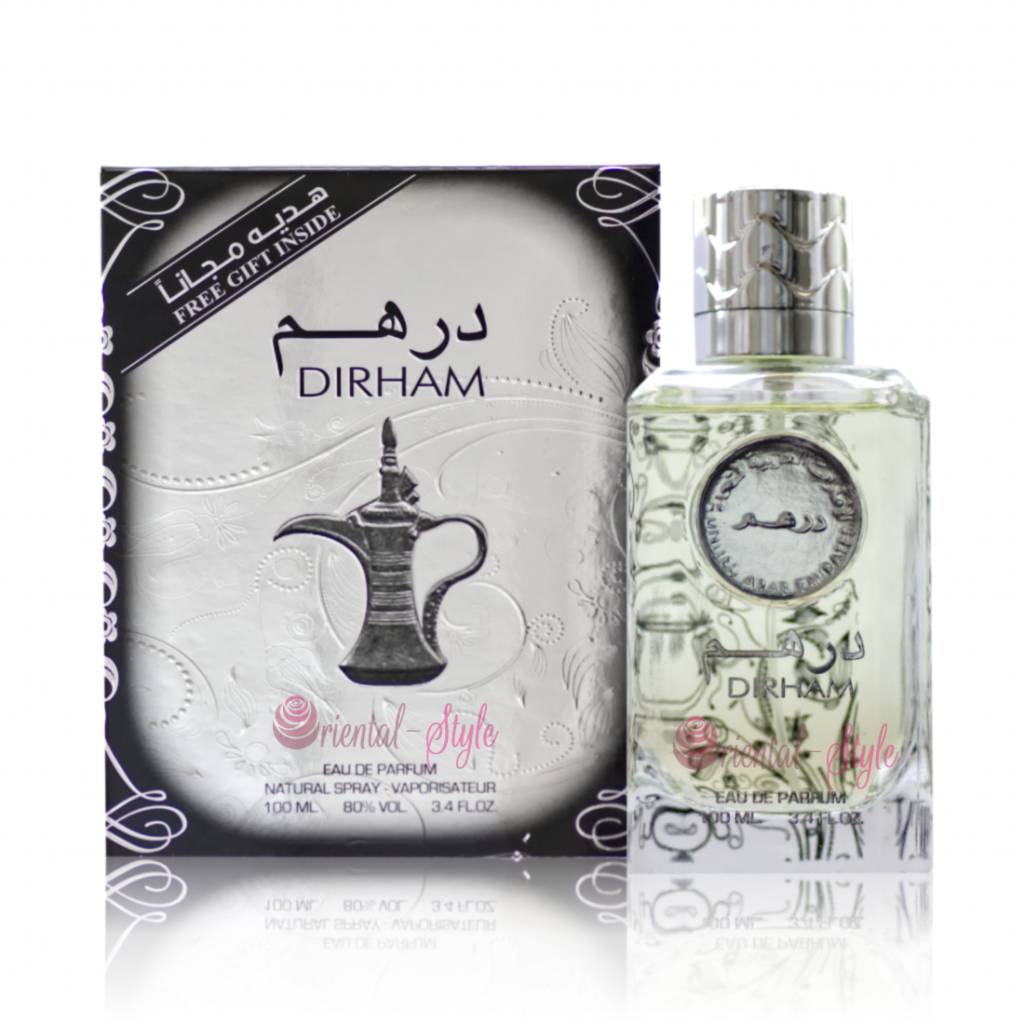 هديه مجاناً
FREE GIFT INSIDE
درهم
DIRHAM
Oriental-Style
EAU DE PARFUM
NATURAL SPRAY - VAPORISATEUR
100 ML 80% VOL 3.4 FL.OZ.
درهم
UNITED ARAB EMIRATES
درهم
DIRHAM
Oriental-Style
EAU DE PARFUM
100 ML 3.4 FL.OZ.